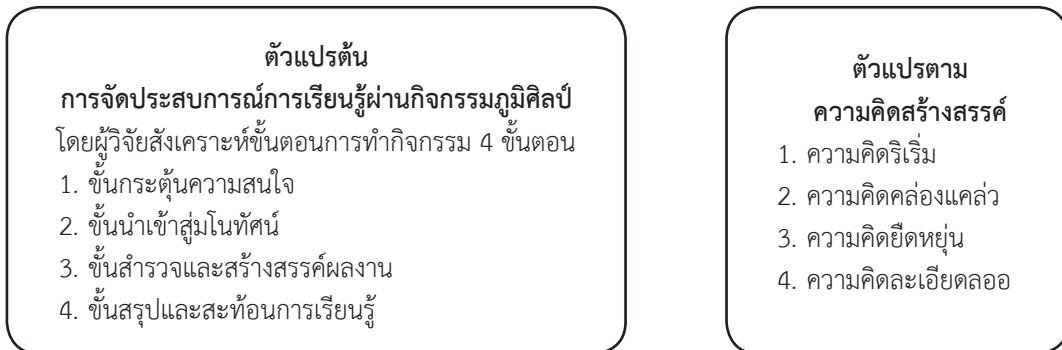 ตัวแปรต้น
การจัดประสบการณ์การเรียนรู้ผ่านกิจกรรมภูมิศิลป์
โดยผู้วิจัยสังเคราะห์ขั้นตอนการทำกิจกรรม 4 ขั้นตอน
1. ขั้นกระตุ้นความสนใจ
2. ขั้นนำเข้าสู่มโนทัศน์
3. ขั้นสำรวจและสร้างสรรค์ผลงาน
4. ขั้นสรุปและสะท้อนการเรียนรู้
ตัวแปรตาม
ความคิดสร้างสรรค์
1. ความคิดริเริ่ม
2. ความคิดคล่องแคล่ว
3. ความคิดยืดหยุ่น
4. ความคิดละเอียดลออ